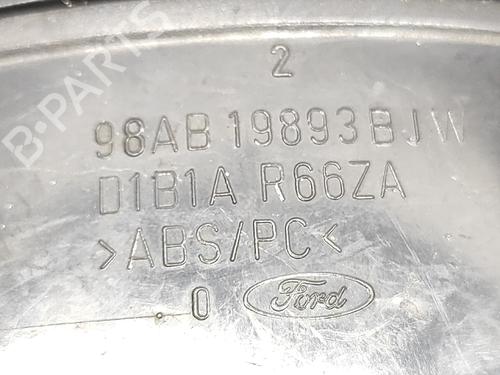 2
98AB 19893 BJW
D1B1A R66ZA
>ABS/PC<
0 Ford
B-PARTS